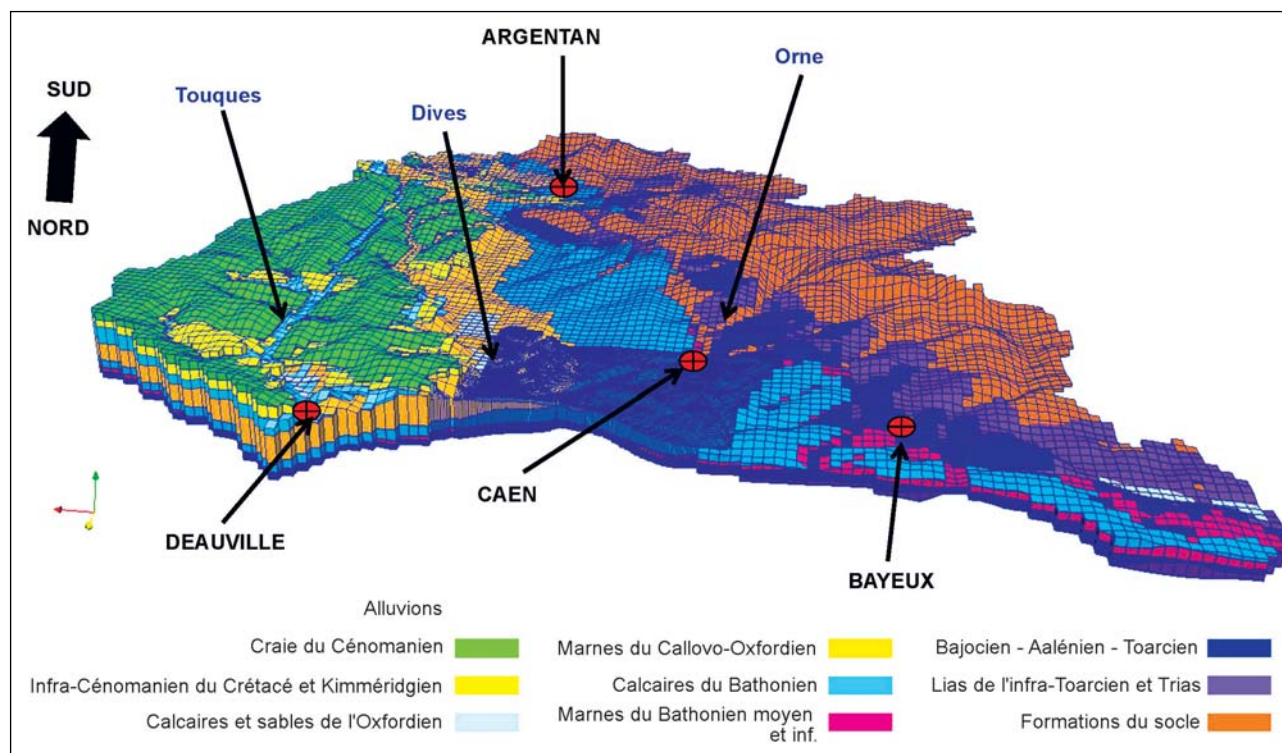 ARGENTAN
Orne
SUD
Touques
Dives
NORD
CAEN
DEAUVILLE
BAYEUX
Alluvions
Craie du Cénomanien
Marnes du Callovo-Oxfordien
Bajocien - Aalénien - Toarcien
Infra-Cénomanien du Crétacé et Kimméridgien
Calcaires du Bathonien
Lias de l'infra-Toarcien et Trias
Calcaires et sables de l'Oxfordien
Marnes du Bathonien moyen
et inf.
Formations du socle